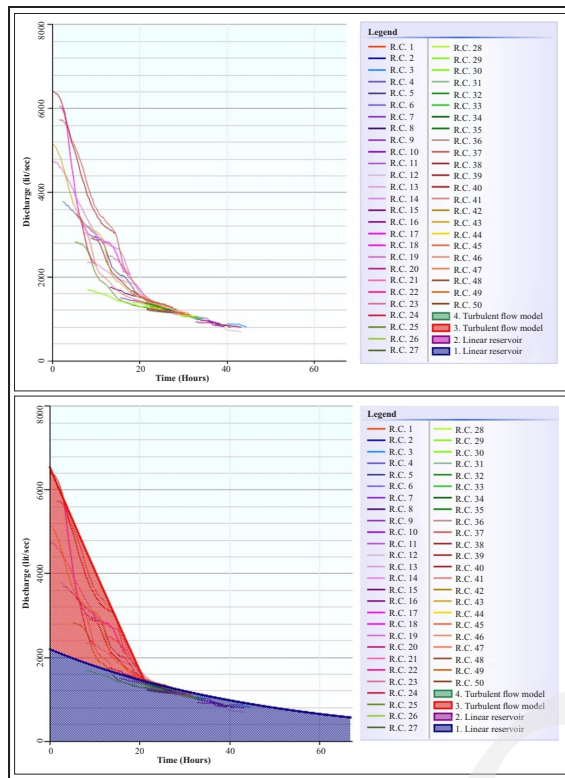 8000
6000
4000
2000
0
Discharge (lit/sec)
0
20
40
60
Time (Hours)
Legend
R.C. 1
R.C. 2
R.C. 3
R.C. 4
R.C. 5
R.C. 6
R.C. 7
R.C. 8
R.C. 9
R.C. 10
R.C. 11
R.C. 12
R.C. 13
R.C. 14
R.C. 15
R.C. 16
R.C. 17
R.C. 18
R.C. 19
R.C. 20
R.C. 21
R.C. 22
R.C. 23
R.C. 24
R.C. 25
R.C. 26
R.C. 27
R.C. 28
R.C. 29
R.C. 30
R.C. 31
R.C. 32
R.C. 33
R.C. 34
R.C. 35
R.C. 36
R.C. 37
R.C. 38
R.C. 39
R.C. 40
R.C. 41
R.C. 42
R.C. 43
R.C. 44
R.C. 45
R.C. 46
R.C. 47
R.C. 48
R.C. 49
R.C. 50
4. Turbulent flow model
3. Turbulent flow model
2. Linear reservoir
1. Linear reservoir
8000
6000
4000
2000
0
Discharge (lit/sec)
0
20
40
60
Time (Hours)
Legend
R.C. 1
R.C. 2
R.C. 3
R.C. 4
R.C. 5
R.C. 6
R.C. 7
R.C. 8
R.C. 9
R.C. 10
R.C. 11
R.C. 12
R.C. 13
R.C. 14
R.C. 15
R.C. 16
R.C. 17
R.C. 18
R.C. 19
R.C. 20
R.C. 21
R.C. 22
R.C. 23
R.C. 24
R.C. 25
R.C. 26
R.C. 27
R.C. 28
R.C. 29
R.C. 30
R.C. 31
R.C. 32
R.C. 33
R.C. 34
R.C. 35
R.C. 36
R.C. 37
R.C. 38
R.C. 39
R.C. 40
R.C. 41
R.C. 42
R.C. 43
R.C. 44
R.C. 45
R.C. 46
R.C. 47
R.C. 48
R.C. 49
R.C. 50
4. Turbulent flow model
3. Turbulent flow model
2. Linear reservoir
1. Linear reservoir